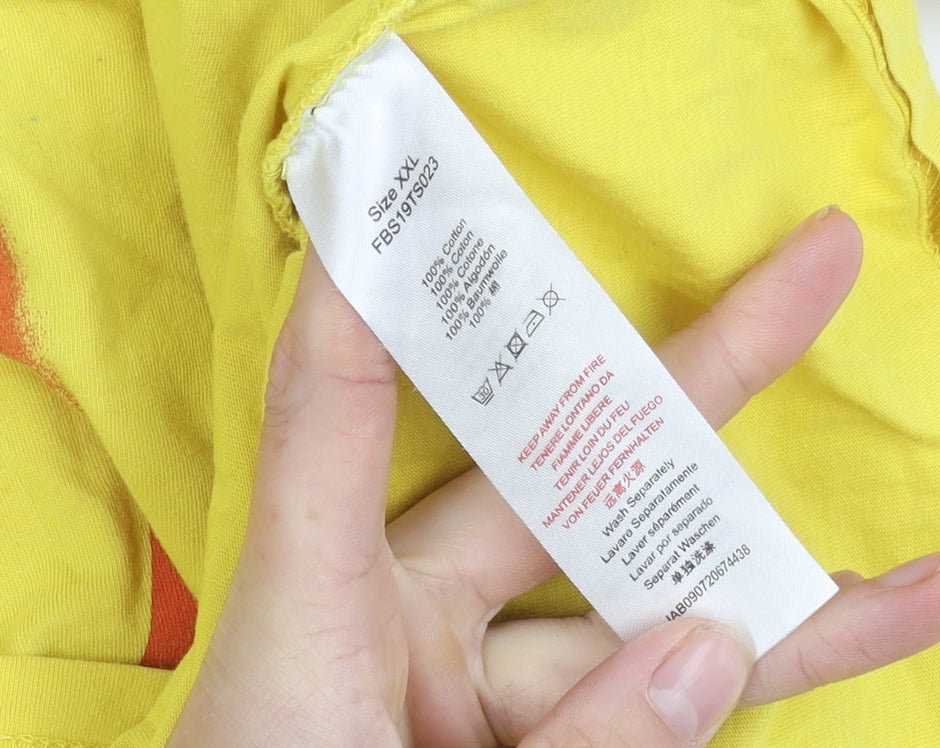 Size XXL
FBS19TS023
100% Cotton
100% Coton
100% Cotone
100% Algodón
100% Baumwolle
100% 棉
30
KEEP AWAY FROM FIRE
TENERE LONTANO DA
FIAMME LIBERE
TENIR LOIN DU FEU
MANTENER LEJOS DEL FUEGO
VON FEUER FERNHALTEN
远离火源
Wash Separately
Lavare Separatamente
Laver séparément
Lavar por separado
Separat Waschen
单独洗涤
IAB090720674438